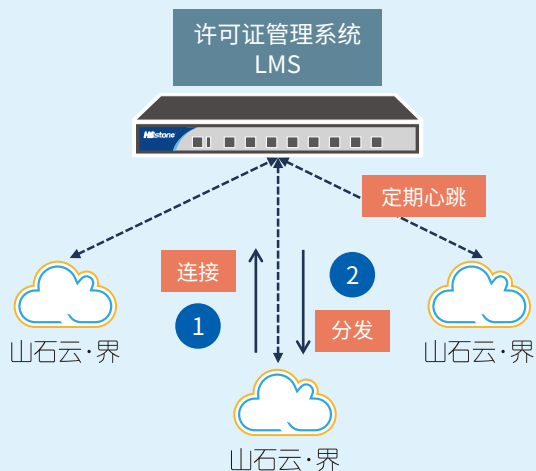 许可证管理系统
LMS
Hillstone
定期心跳
连接
2
1
分发
山石云·界
山石云·界
山石云·界